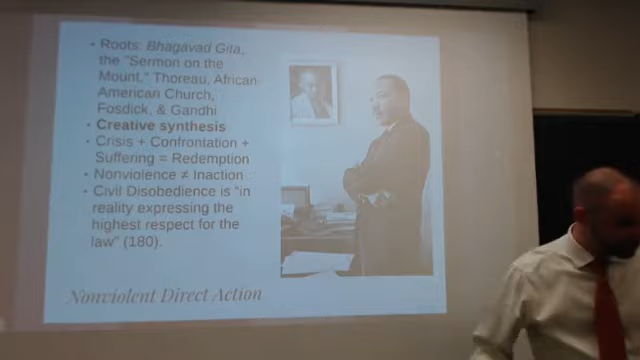 • Roots: Bhagavad Gita,
the "Sermon on the
Mount," Thoreau, African-
American Church,
Fosdick, & Gandhi
• Creative synthesis
• Crisis + Confrontation +
Suffering = Redemption
• Nonviolence ≠ Inaction
• Civil Disobedience is "in
reality expressing the
highest respect for the
law" (180).
Nonviolent Direct Action